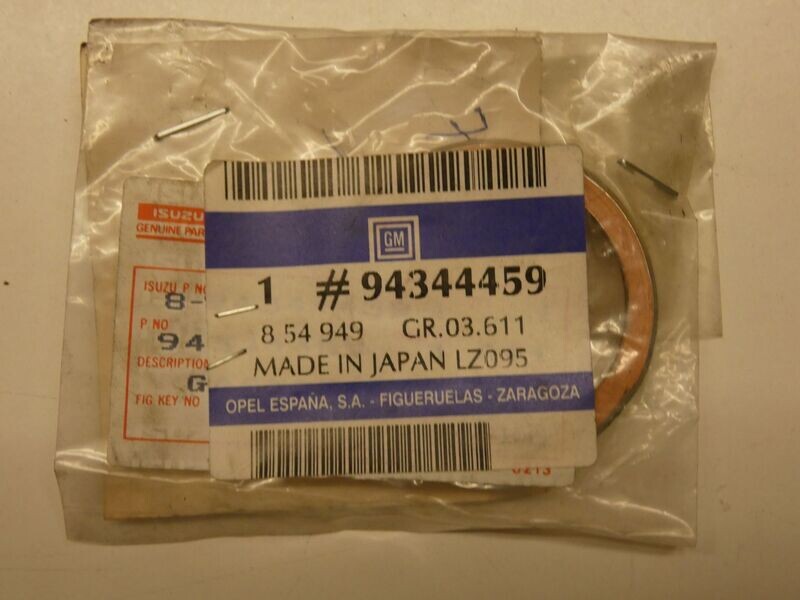 GM
1 #94344459
8 54 949 GR.03.611
MADE IN JAPAN LZ095
OPEL ESPAÑA, S.A. - FIGUERUELAS - ZARAGOZA
ISUZU
GENUINE PAR
ISUZU P NO
8-
P NO
94
DESCRIPTION
G
FIG KEY NO
0213